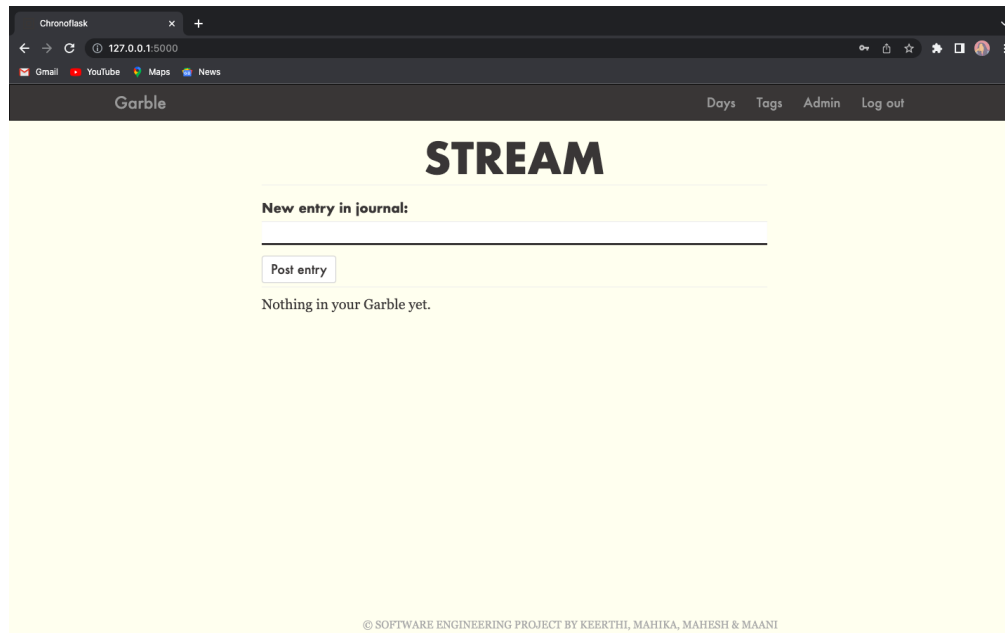 Chronoflask
127.0.0.1:5000
Gmail YouTube Maps News
Garble Days Tags Admin Log out
STREAM
New entry in journal:
Post entry
Nothing in your Garble yet.
© SOFTWARE ENGINEERING PROJECT BY KEERTHI, MAHIKA, MAHESH & MAANI